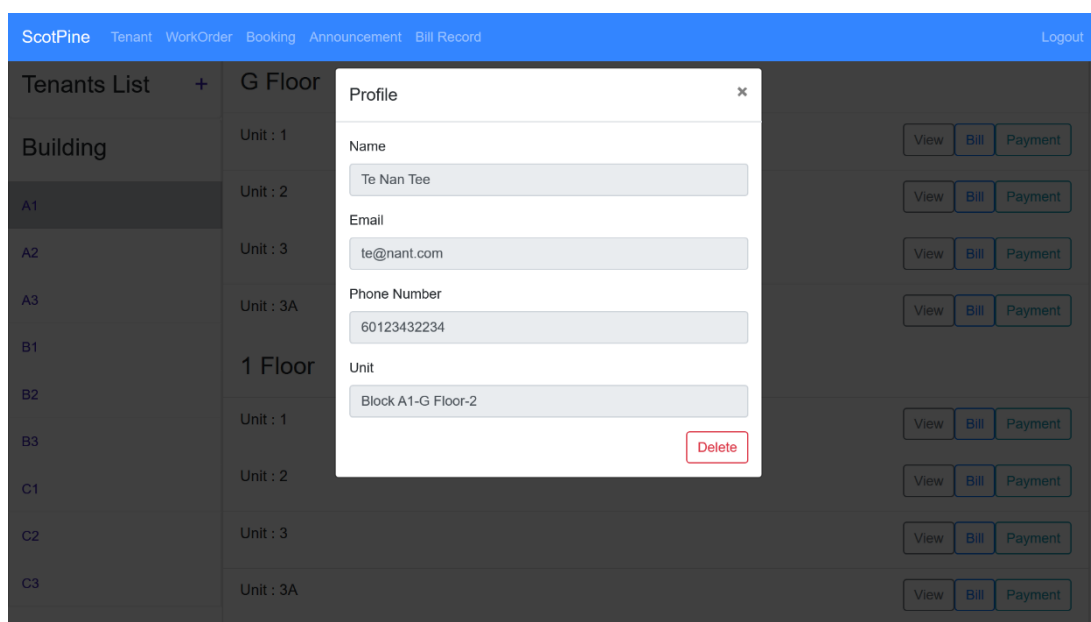 ScotPine Tenant WorkOrder Booking Announcement Bill Record Logout
Tenants List +
Building
A1
A2
A3
B1
B2
B3
C1
C2
C3
G Floor
Unit : 1 View Bill Payment
Unit : 2 View Bill Payment
Unit : 3 View Bill Payment
Unit : 3A View Bill Payment
1 Floor
Unit : 1 View Bill Payment
Unit : 2 View Bill Payment
Unit : 3 View Bill Payment
Unit : 3A View Bill Payment
Profile ×
Name
Te Nan Tee
Email
te@nant.com
Phone Number
60123432234
Unit
Block A1-G Floor-2
Delete